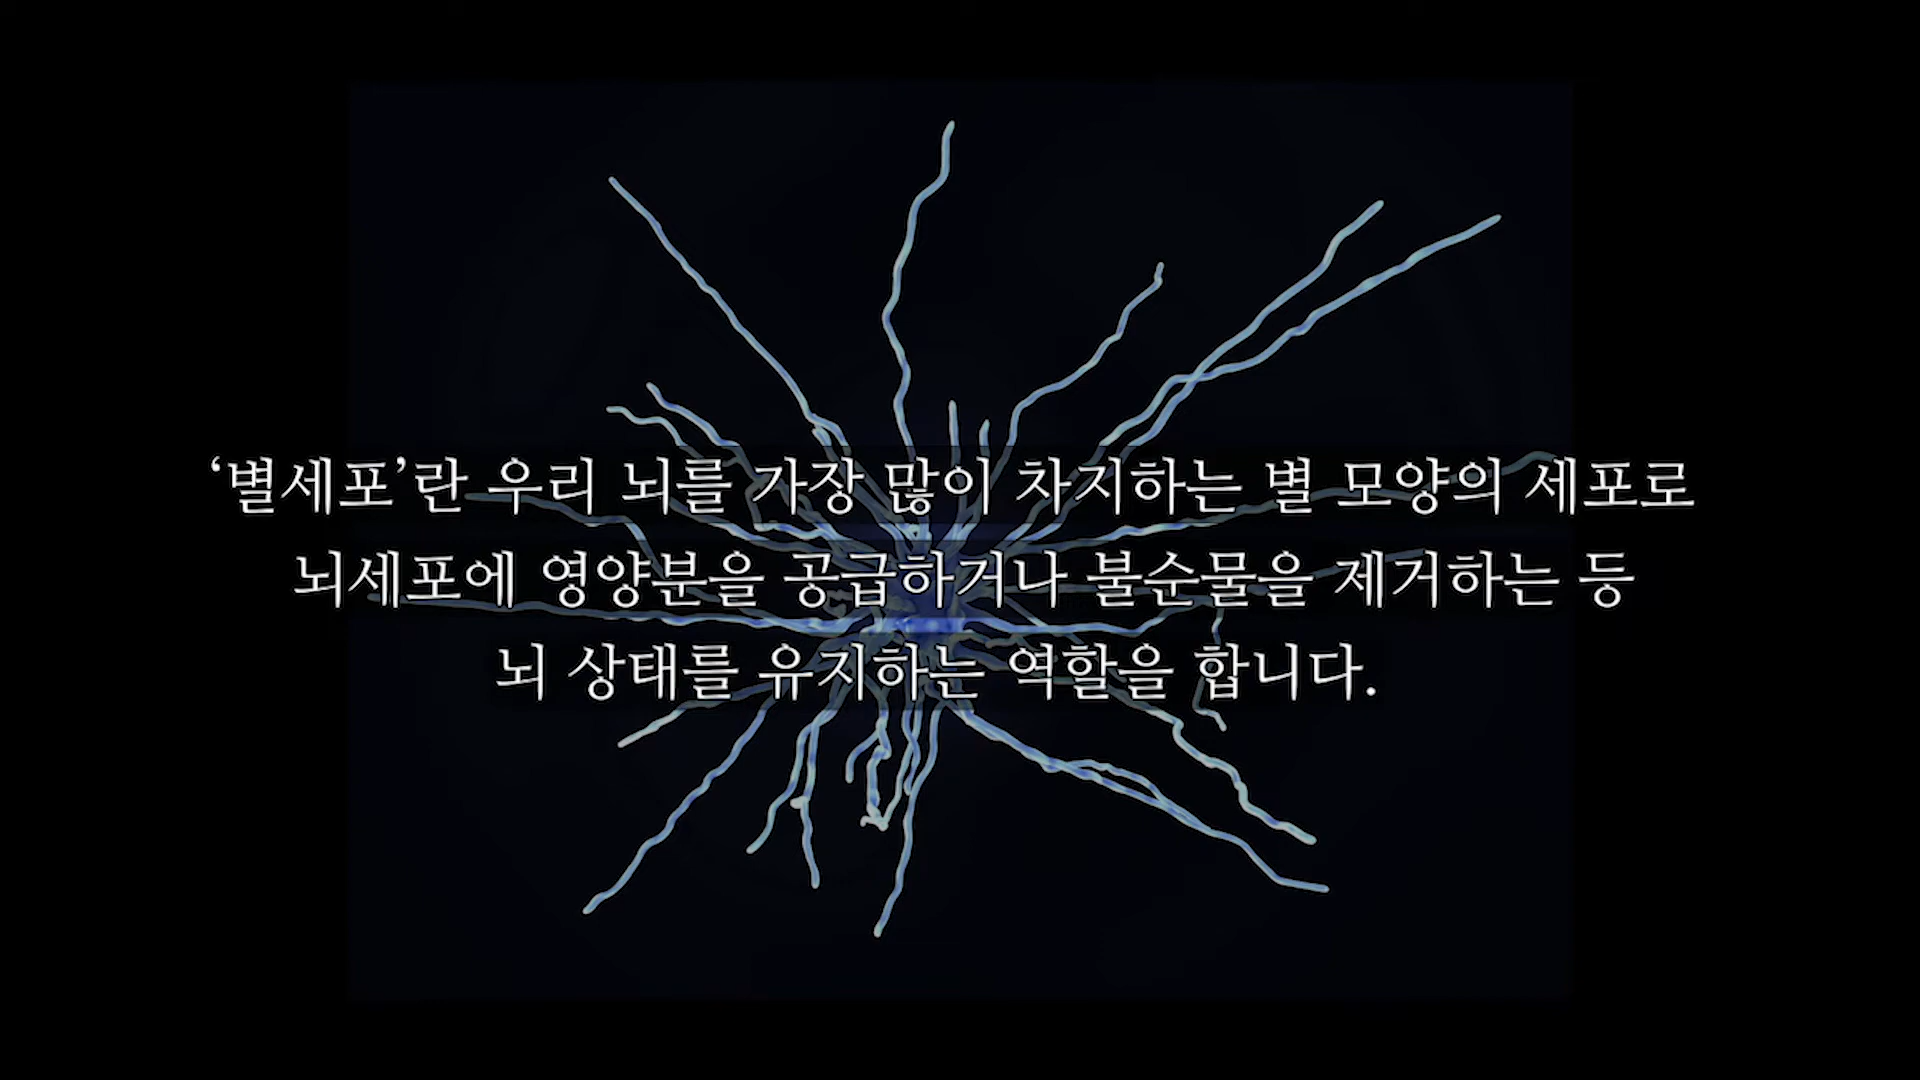 ‘별세포’란 우리 뇌를 가장 많이 차지하는 별 모양의 세포로
뇌세포에 영양분을 공급하거나 불순물을 제거하는 등
뇌 상태를 유지하는 역할을 합니다.